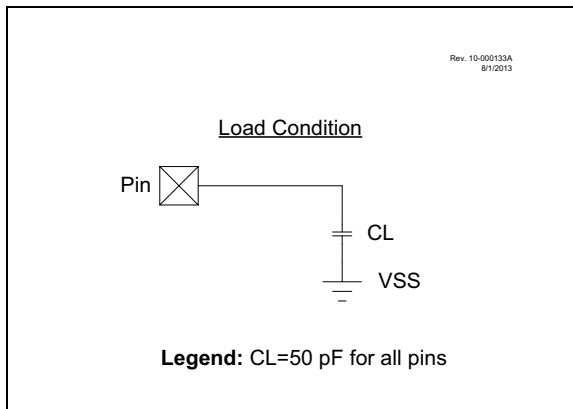 Rev. 10-000133A
8/1/2013
Load Condition
Pin
CL
VSS
Legend: CL=50 pF for all pins